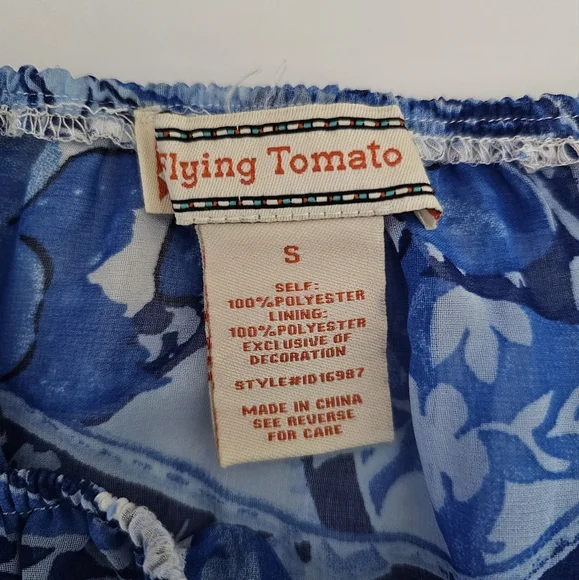 Flying Tomato
S
SELF:
100%POLYESTER
LINING:
100%POLYESTER
EXCLUSIVE OF
DECORATION
STYLE#ID16987
MADE IN CHINA
SEE REVERSE
FOR CARE